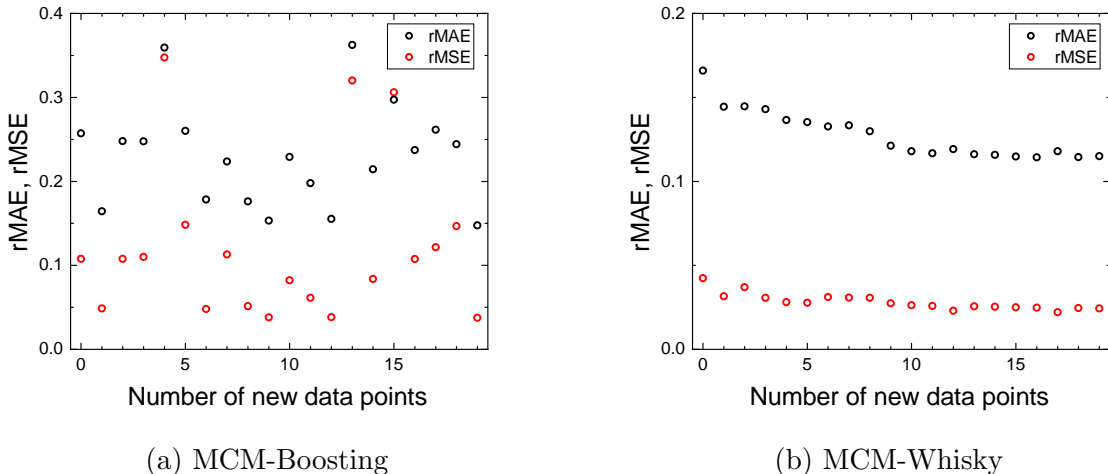 0.4
0.3
0.2
0.1
0.0
rMAE, rMSE
rMAE
rMSE
0 5 10 15
Number of new data points
(a) MCM-Boosting
0.2
0.1
0.0
rMAE, rMSE
rMAE
rMSE
0 5 10 15
Number of new data points
(b) MCM-Whisky